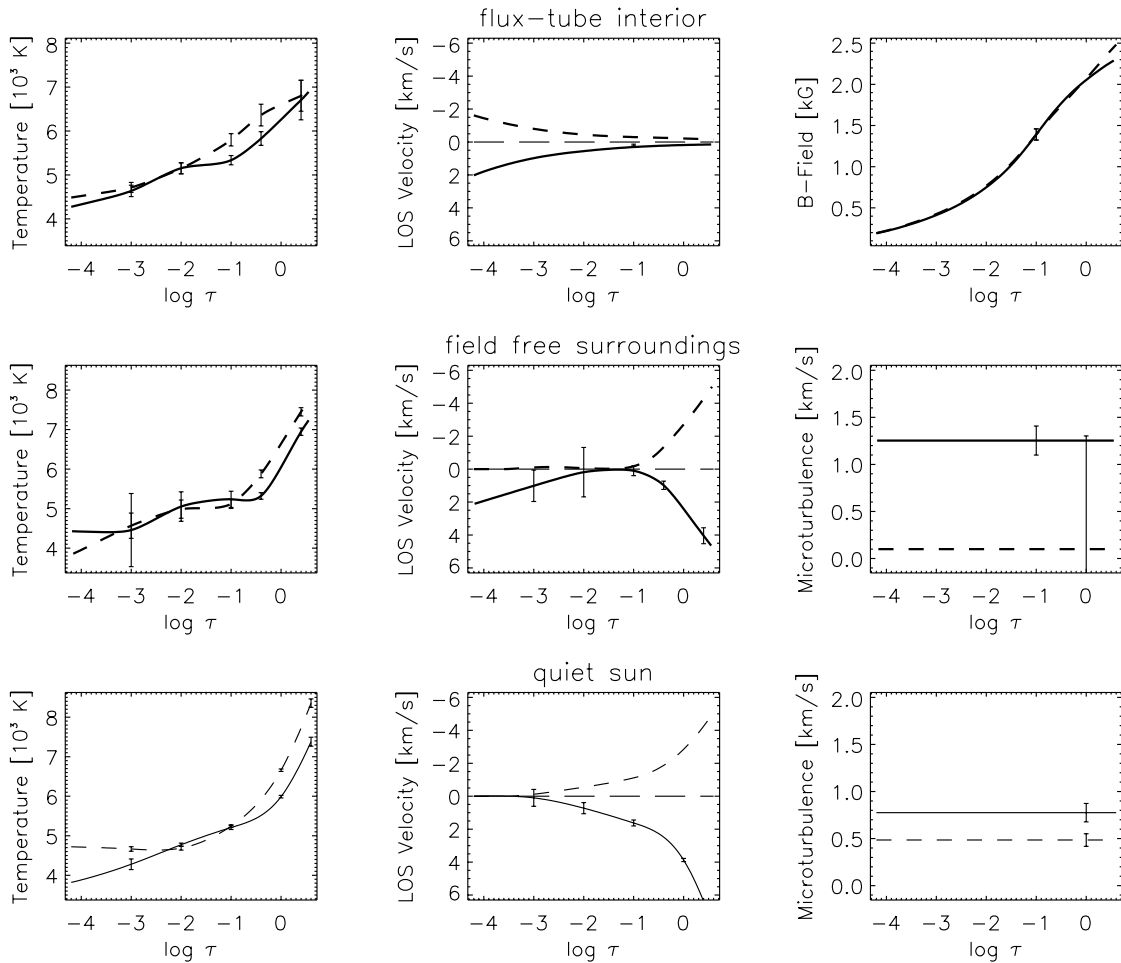 flux-tube interior
Temperature [10³ K]
8
7
6
5
4
-4 -3 -2 -1 0
log τ
LOS Velocity [km/s]
-6
-4
-2
0
2
4
6
-4 -3 -2 -1 0
log τ
B-Field [kG]
2.5
2.0
1.5
1.0
0.5
-4 -3 -2 -1 0
log τ
field free surroundings
Temperature [10³ K]
8
7
6
5
4
-4 -3 -2 -1 0
log τ
LOS Velocity [km/s]
-6
-4
-2
0
2
4
6
-4 -3 -2 -1 0
log τ
Microturbulence [km/s]
2.0
1.5
1.0
0.5
0.0
-4 -3 -2 -1 0
log τ
quiet sun
Temperature [10³ K]
8
7
6
5
4
-4 -3 -2 -1 0
log τ
LOS Velocity [km/s]
-6
-4
-2
0
2
4
6
-4 -3 -2 -1 0
log τ
Microturbulence [km/s]
2.0
1.5
1.0
0.5
0.0
-4 -3 -2 -1 0
log τ